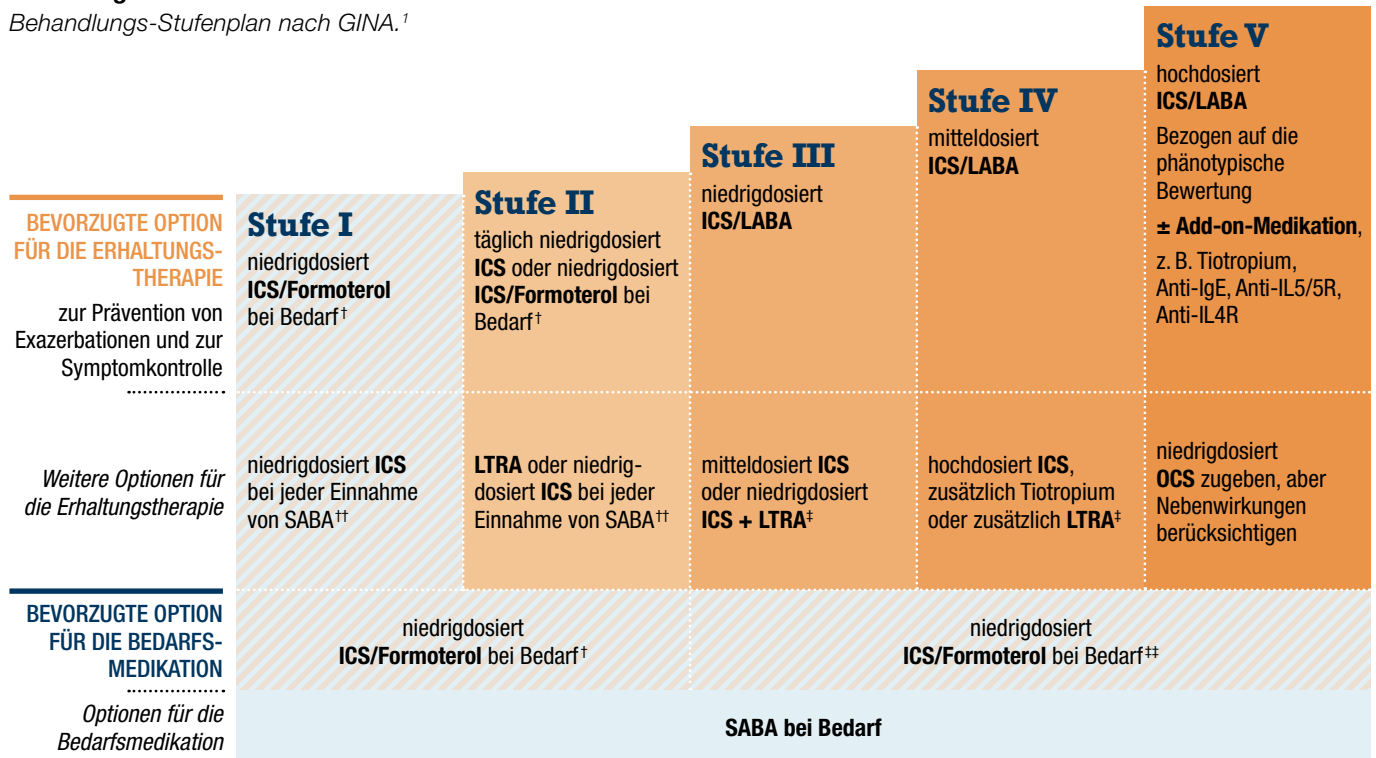 Behandlungs-Stufenplan nach GINA.¹
BEVORZUGTE OPTION
FÜR DIE ERHALTUNGS-
THERAPIE
zur Prävention von
Exazerbationen und zur
Symptomkontrolle
Stufe I
niedrigdosiert
ICS/Formoterol
bei Bedarf†
Stufe II
täglich niedrigdosiert
ICS oder niedrigdosiert
ICS/Formoterol bei
Bedarf†
Stufe III
niedrigdosiert
ICS/LABA
Stufe IV
mitteldosiert
ICS/LABA
Stufe V
hochdosiert
ICS/LABA
Bezogen auf die
phänotypische
Bewertung
± Add-on-Medikation,
z. B. Tiotropium,
Anti-IgE, Anti-IL5/5R,
Anti-IL4R
Weitere Optionen für
die Erhaltungstherapie
niedrigdosiert ICS
bei jeder Einnahme
von SABA††
LTRA oder niedrig-
dosiert ICS bei jeder
Einnahme von SABA††
mitteldosiert ICS
oder niedrigdosiert
ICS + LTRA‡
hochdosiert ICS,
zusätzlich Tiotropium
oder zusätzlich LTRA‡
niedrigdosiert
OCS zugeben, aber
Nebenwirkungen
berücksichtigen
BEVORZUGTE OPTION
FÜR DIE BEDARFS-
MEDIKATION
niedrigdosiert
ICS/Formoterol bei Bedarf†
niedrigdosiert
ICS/Formoterol bei Bedarf‡‡
Optionen für die
Bedarfsmedikation
SABA bei Bedarf